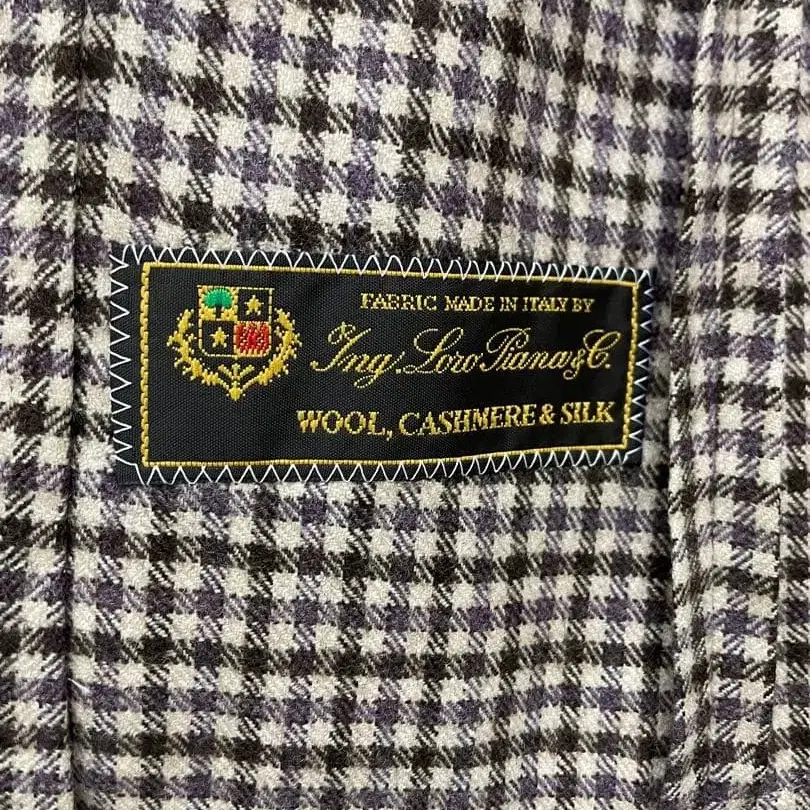 FABRIC MADE IN ITALY BY
Ing. Loro Piana & C.
WOOL, CASHMERE & SILK